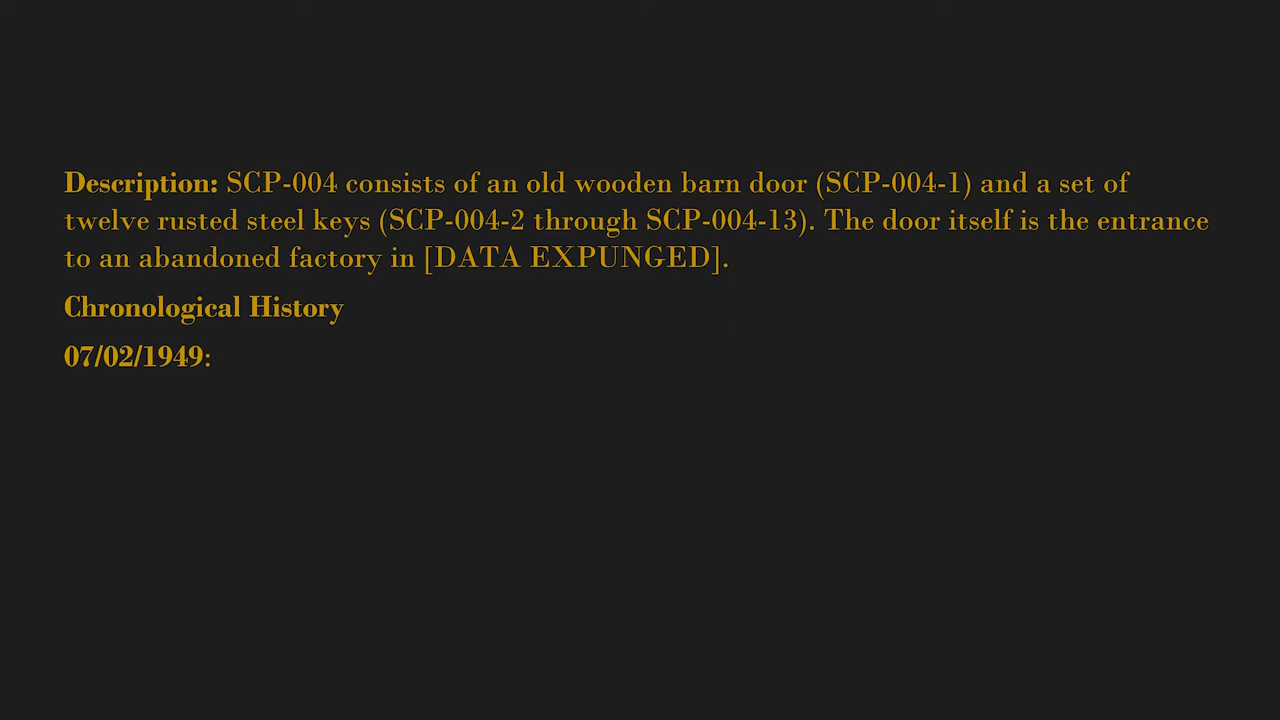 Description: SCP-004 consists of an old wooden barn door (SCP-004-1) and a set of
twelve rusted steel keys (SCP-004-2 through SCP-004-13). The door itself is the entrance
to an abandoned factory in [DATA EXPUNGED].
Chronological History
07/02/1949: